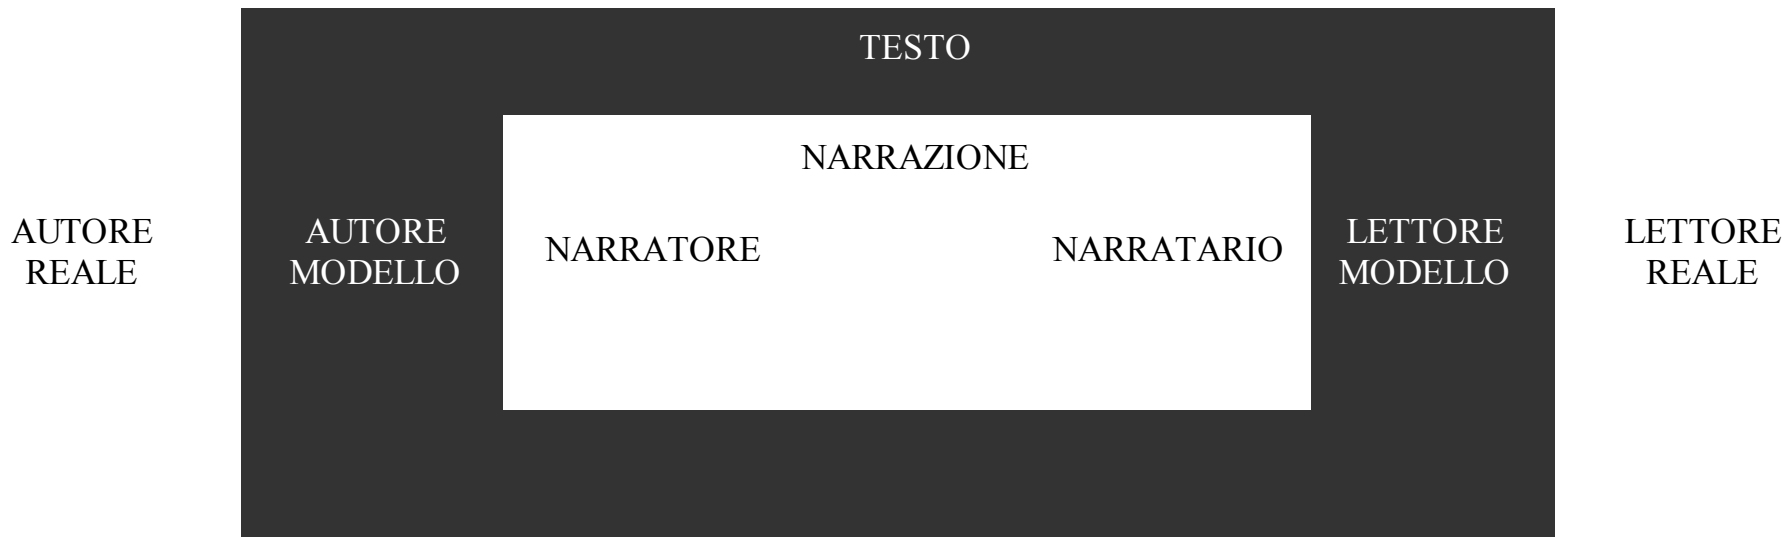 TESTO
NARRAZIONE
AUTORE
REALE
AUTORE
MODELLO
NARRATORE
NARRATARIO
LETTORE
MODELLO
LETTORE
REALE